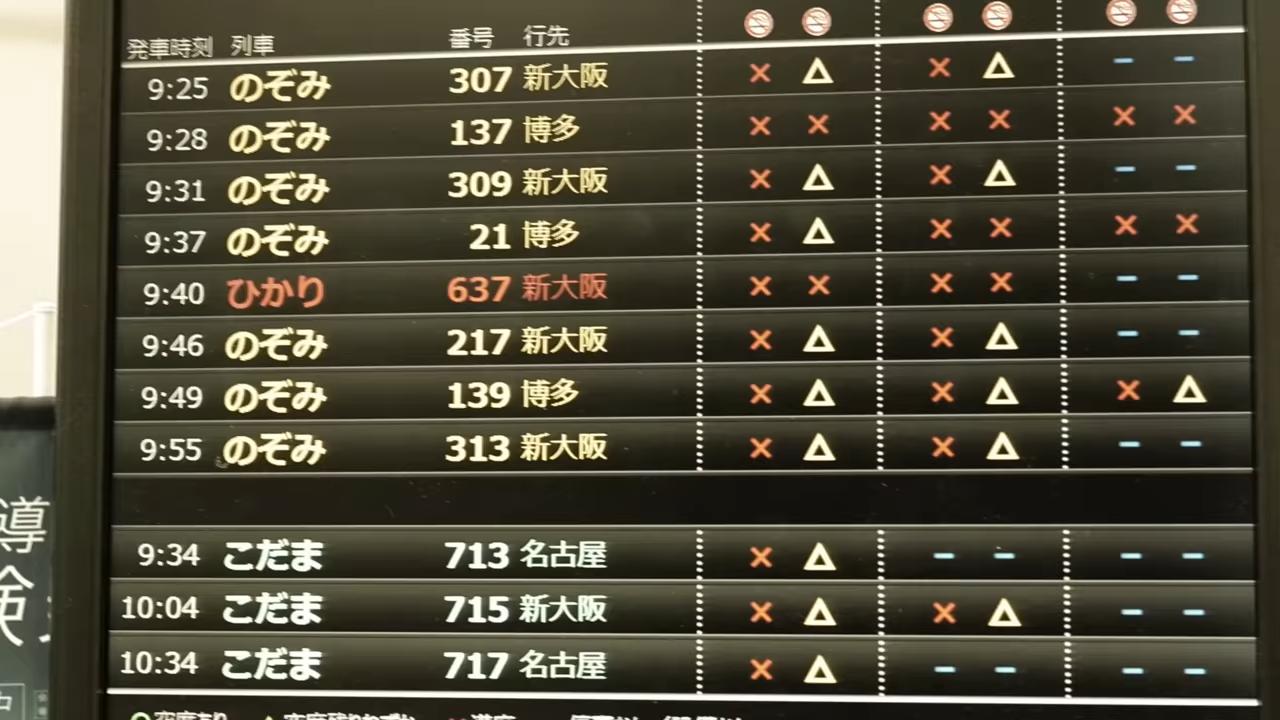 発車時刻 列車 番号 行先
9:25 のぞみ 307 新大阪 × △ × △ - -
9:28 のぞみ 137 博多 × × × × × ×
9:31 のぞみ 309 新大阪 × △ × △ - -
9:37 のぞみ 21 博多 × △ × × × ×
9:40 ひかり 637 新大阪 × × × × - -
9:46 のぞみ 217 新大阪 × △ × △ - -
9:49 のぞみ 139 博多 × △ × △ × △
9:55 のぞみ 313 新大阪 × △ × △ - -
9:34 こだま 713 名古屋 × △ - - - -
10:04 こだま 715 新大阪 × △ × △ - -
10:34 こだま 717 名古屋 × △ - - - -
導